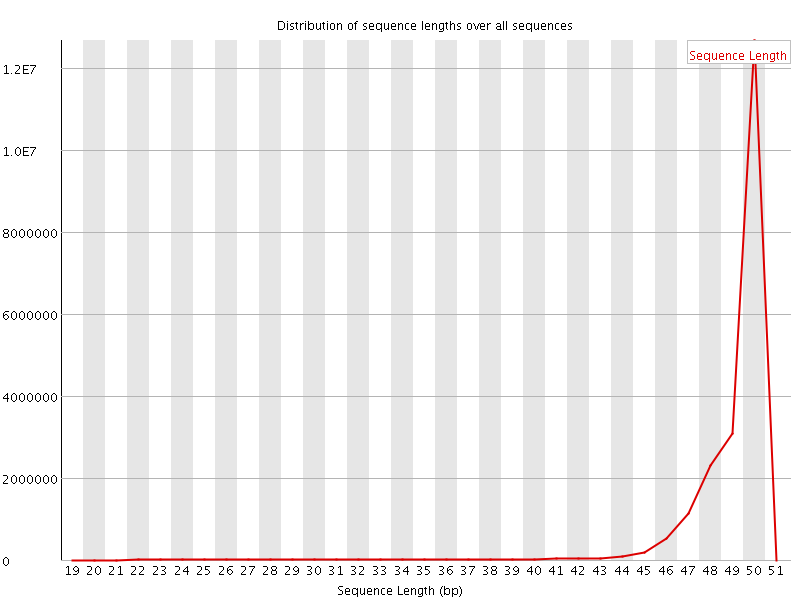 Distribution of sequence lengths over all sequences
Sequence Length
1.2E7
1.0E7
8000000
6000000
4000000
2000000
0
19 20 21 22 23 24 25 26 27 28 29 30 31 32 33 34 35 36 37 38 39 40 41 42 43 44 45 46 47 48 49 50 51
Sequence Length (bp)